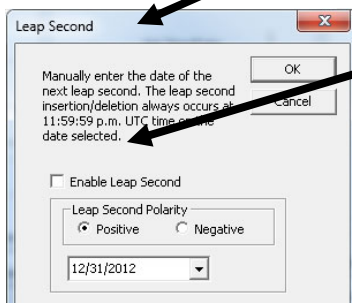 Leap Second
Manually enter the date of the
next leap second. The leap second
insertion/deletion always occurs at
11:59:59 p.m. UTC time on the
date selected.
OK
Cancel
Enable Leap Second
Leap Second Polarity
Positive Negative
12/31/2012